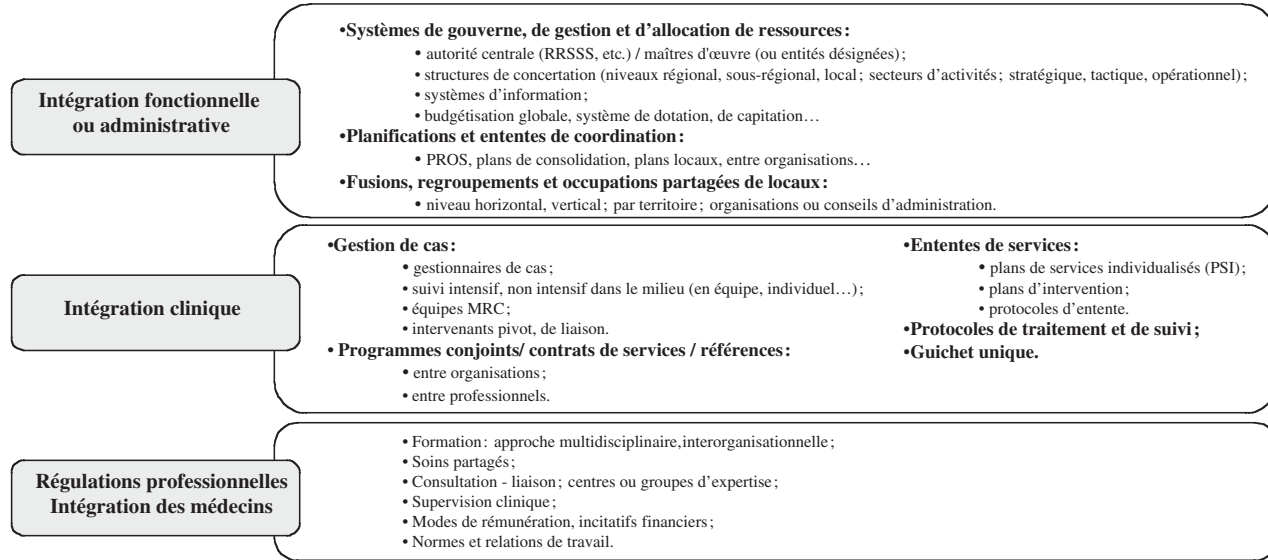 Intégration fonctionnelle
ou administrative
•Systèmes de gouverne, de gestion et d’allocation de ressources :
• autorité centrale (RRSSS, etc.) / maîtres d'œuvre (ou entités désignées) ;
• structures de concertation (niveaux régional, sous-régional, local ; secteurs d’activités ; stratégique, tactique, opérationnel) ;
• systèmes d’information ;
• budgétisation globale, système de dotation, de capitation…
•Planifications et ententes de coordination :
• PROS, plans de consolidation, plans locaux, entre organisations…
•Fusions, regroupements et occupations partagées de locaux :
• niveau horizontal, vertical ; par territoire ; organisations ou conseils d’administration.
Intégration clinique
•Gestion de cas :
• gestionnaires de cas ;
• suivi intensif, non intensif dans le milieu (en équipe, individuel…) ;
• équipes MRC ;
• intervenants pivot, de liaison.
• Programmes conjoints/ contrats de services / références :
• entre organisations ;
• entre professionnels.
•Ententes de services :
• plans de services individualisés (PSI) ;
• plans d’intervention ;
• protocoles d’entente.
•Protocoles de traitement et de suivi ;
•Guichet unique.
Régulations professionnelles
Intégration des médecins
• Formation : approche multidisciplinaire,interorganisationnelle ;
• Soins partagés ;
• Consultation - liaison ; centres ou groupes d’expertise ;
• Supervision clinique ;
• Modes de rémunération, incitatifs financiers ;
• Normes et relations de travail.